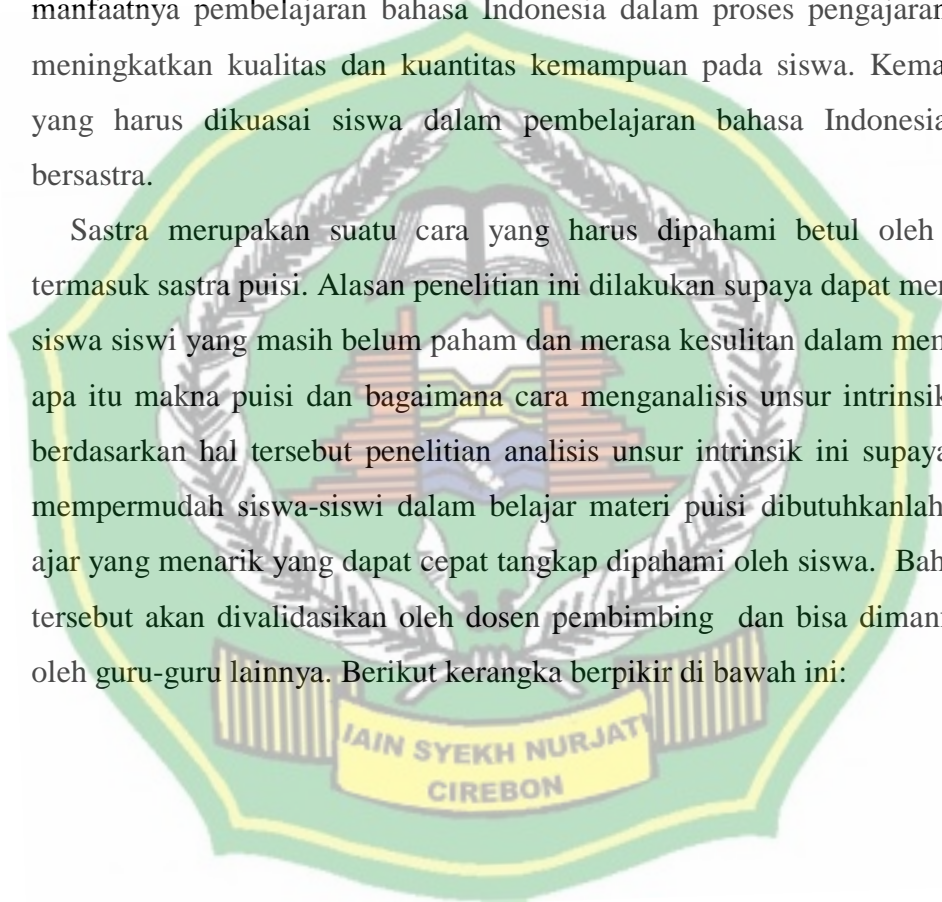 manfaatnya pembelajaran bahasa Indonesia dalam proses pengajaran
meningkatkan kualitas dan kuantitas kemampuan pada siswa. Kema
yang harus dikuasai siswa dalam pembelajaran bahasa Indonesia
bersastra.
Sastra merupakan suatu cara yang harus dipahami betul oleh
termasuk sastra puisi. Alasan penelitian ini dilakukan supaya dapat mem
siswa siswi yang masih belum paham dan merasa kesulitan dalam mem
apa itu makna puisi dan bagaimana cara menganalisis unsur intrinsik
berdasarkan hal tersebut penelitian analisis unsur intrinsik ini supaya
mempermudah siswa-siswi dalam belajar materi puisi dibutuhkanlah
ajar yang menarik yang dapat cepat tangkap dipahami oleh siswa. Bah
tersebut akan divalidasikan oleh dosen pembimbing dan bisa diman
oleh guru-guru lainnya. Berikut kerangka berpikir di bawah ini:
IAIN SYEKH NURJATI
CIREBON